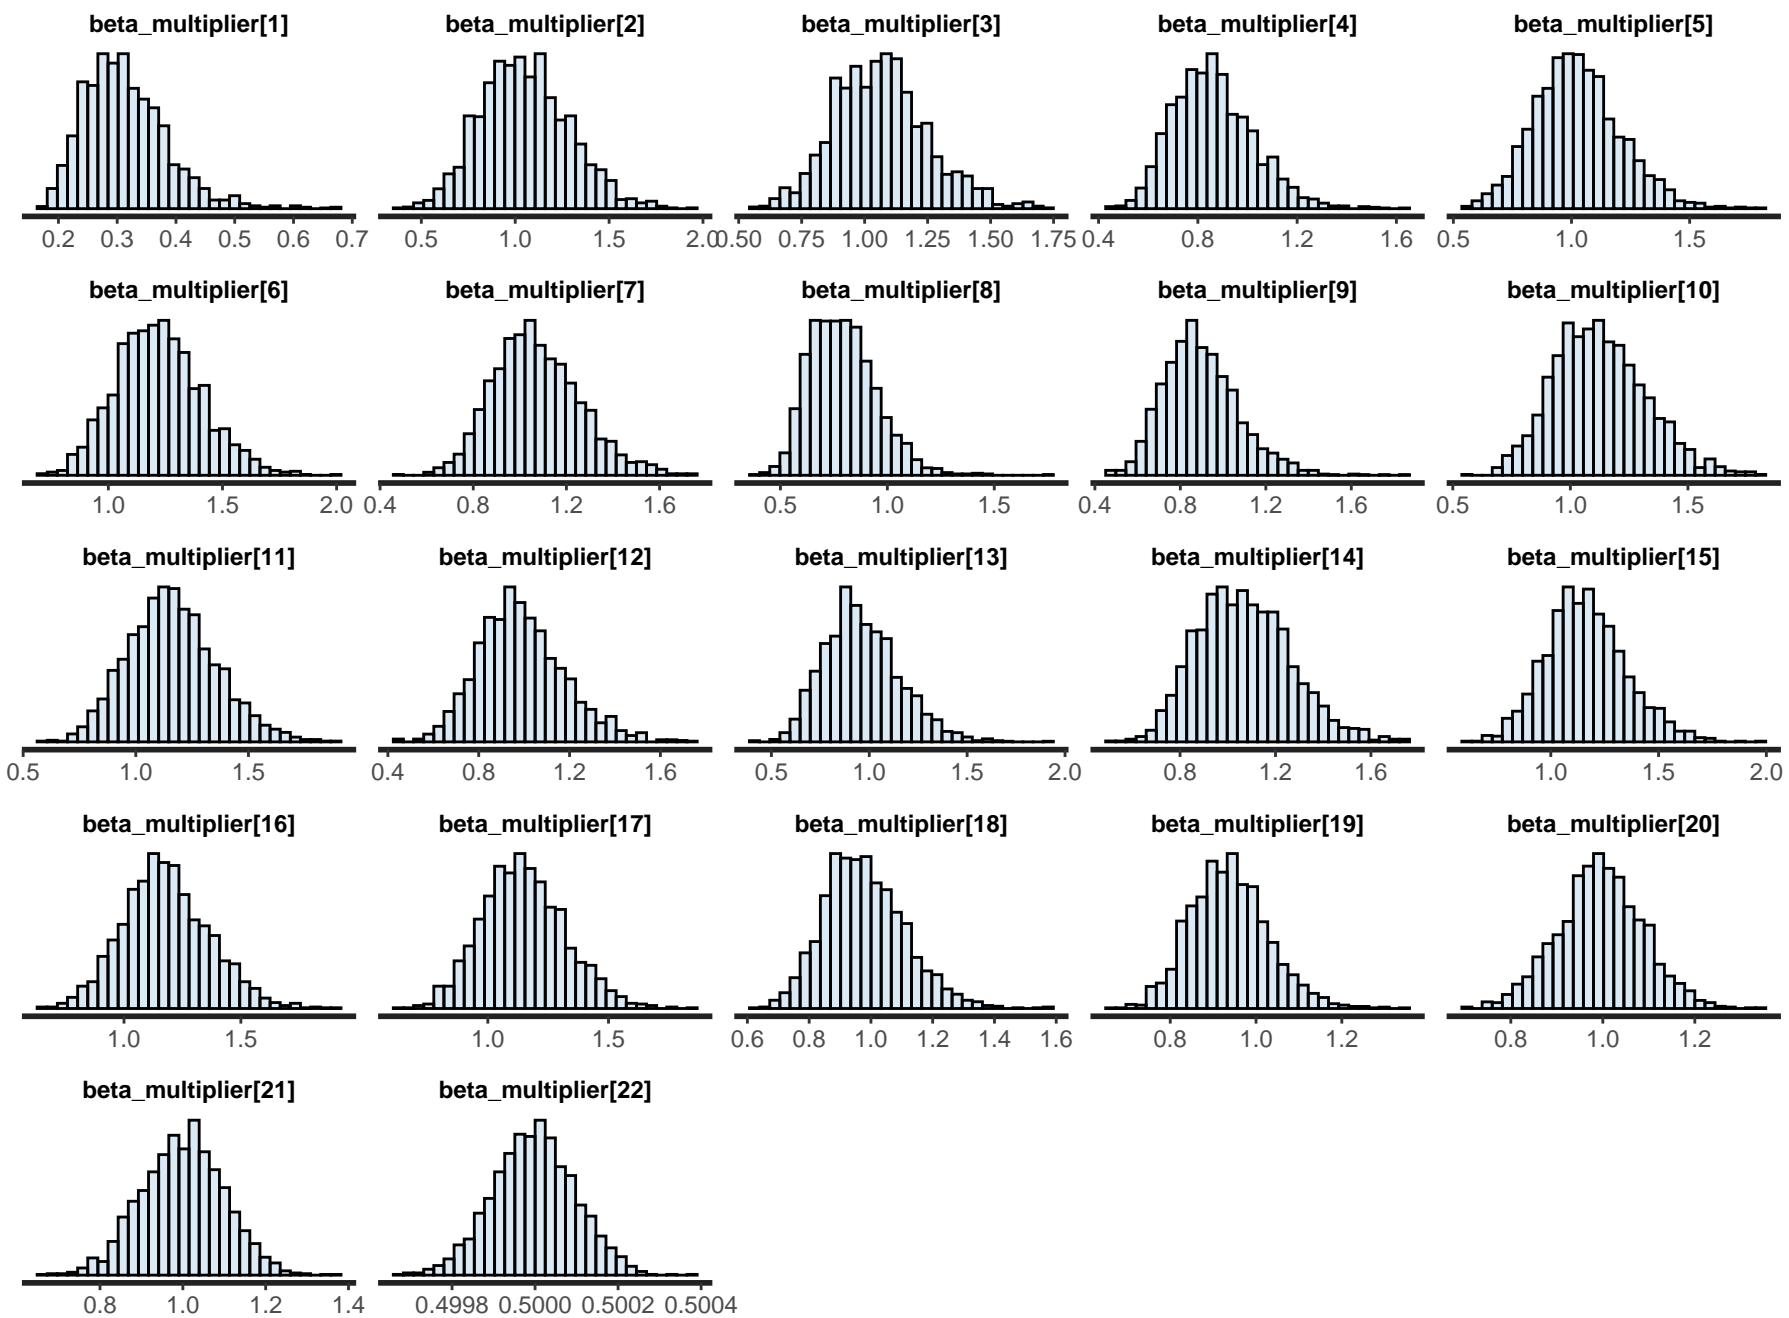 beta_multiplier[1] beta_multiplier[2] beta_multiplier[3] beta_multiplier[4] beta_multiplier[5]
0.2 0.3 0.4 0.5 0.6 0.7 0.5 1.0 1.5 2.0 0.50 0.75 1.00 1.25 1.50 1.75 0.4 0.8 1.2 1.6 0.5 1.0 1.5
beta_multiplier[6] beta_multiplier[7] beta_multiplier[8] beta_multiplier[9] beta_multiplier[10]
1.0 1.5 2.0 0.4 0.8 1.2 1.6 0.5 1.0 1.5 0.4 0.8 1.2 1.6 0.5 1.0 1.5
beta_multiplier[11] beta_multiplier[12] beta_multiplier[13] beta_multiplier[14] beta_multiplier[15]
0.5 1.0 1.5 0.4 0.8 1.2 1.6 0.5 1.0 1.5 2.0 0.8 1.2 1.6 1.0 1.5 2.0
beta_multiplier[16] beta_multiplier[17] beta_multiplier[18] beta_multiplier[19] beta_multiplier[20]
1.0 1.5 1.0 1.5 0.6 0.8 1.0 1.2 1.4 1.6 0.8 1.0 1.2 0.8 1.0 1.2
beta_multiplier[21] beta_multiplier[22]
0.8 1.0 1.2 1.4 0.4998 0.5000 0.5002 0.5004